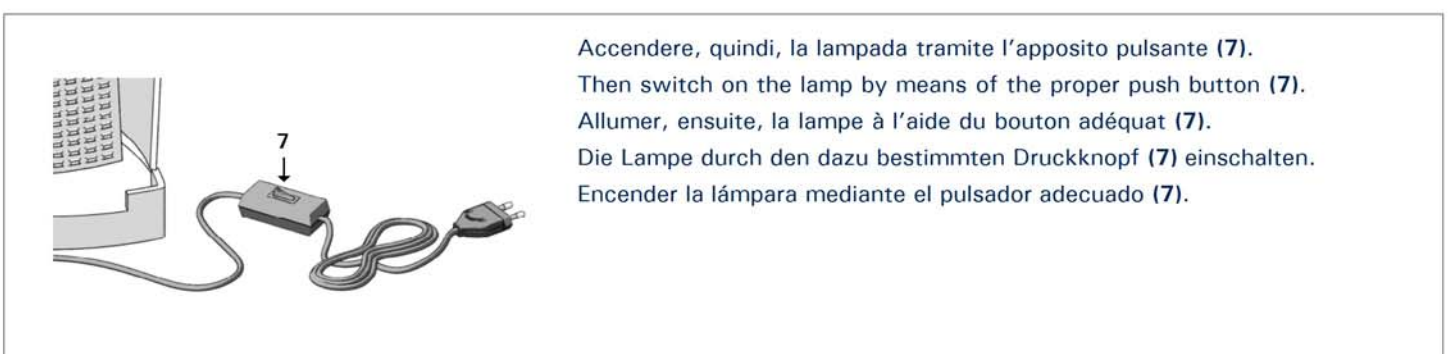 7
Accendere, quindi, la lampada tramite l'apposito pulsante (7).
Then switch on the lamp by means of the proper push button (7).
Allumer, ensuite, la lampe à l'aide du bouton adéquat (7).
Die Lampe durch den dazu bestimmten Druckknopf (7) einschalten.
Encender la lámpara mediante el pulsador adecuado (7).